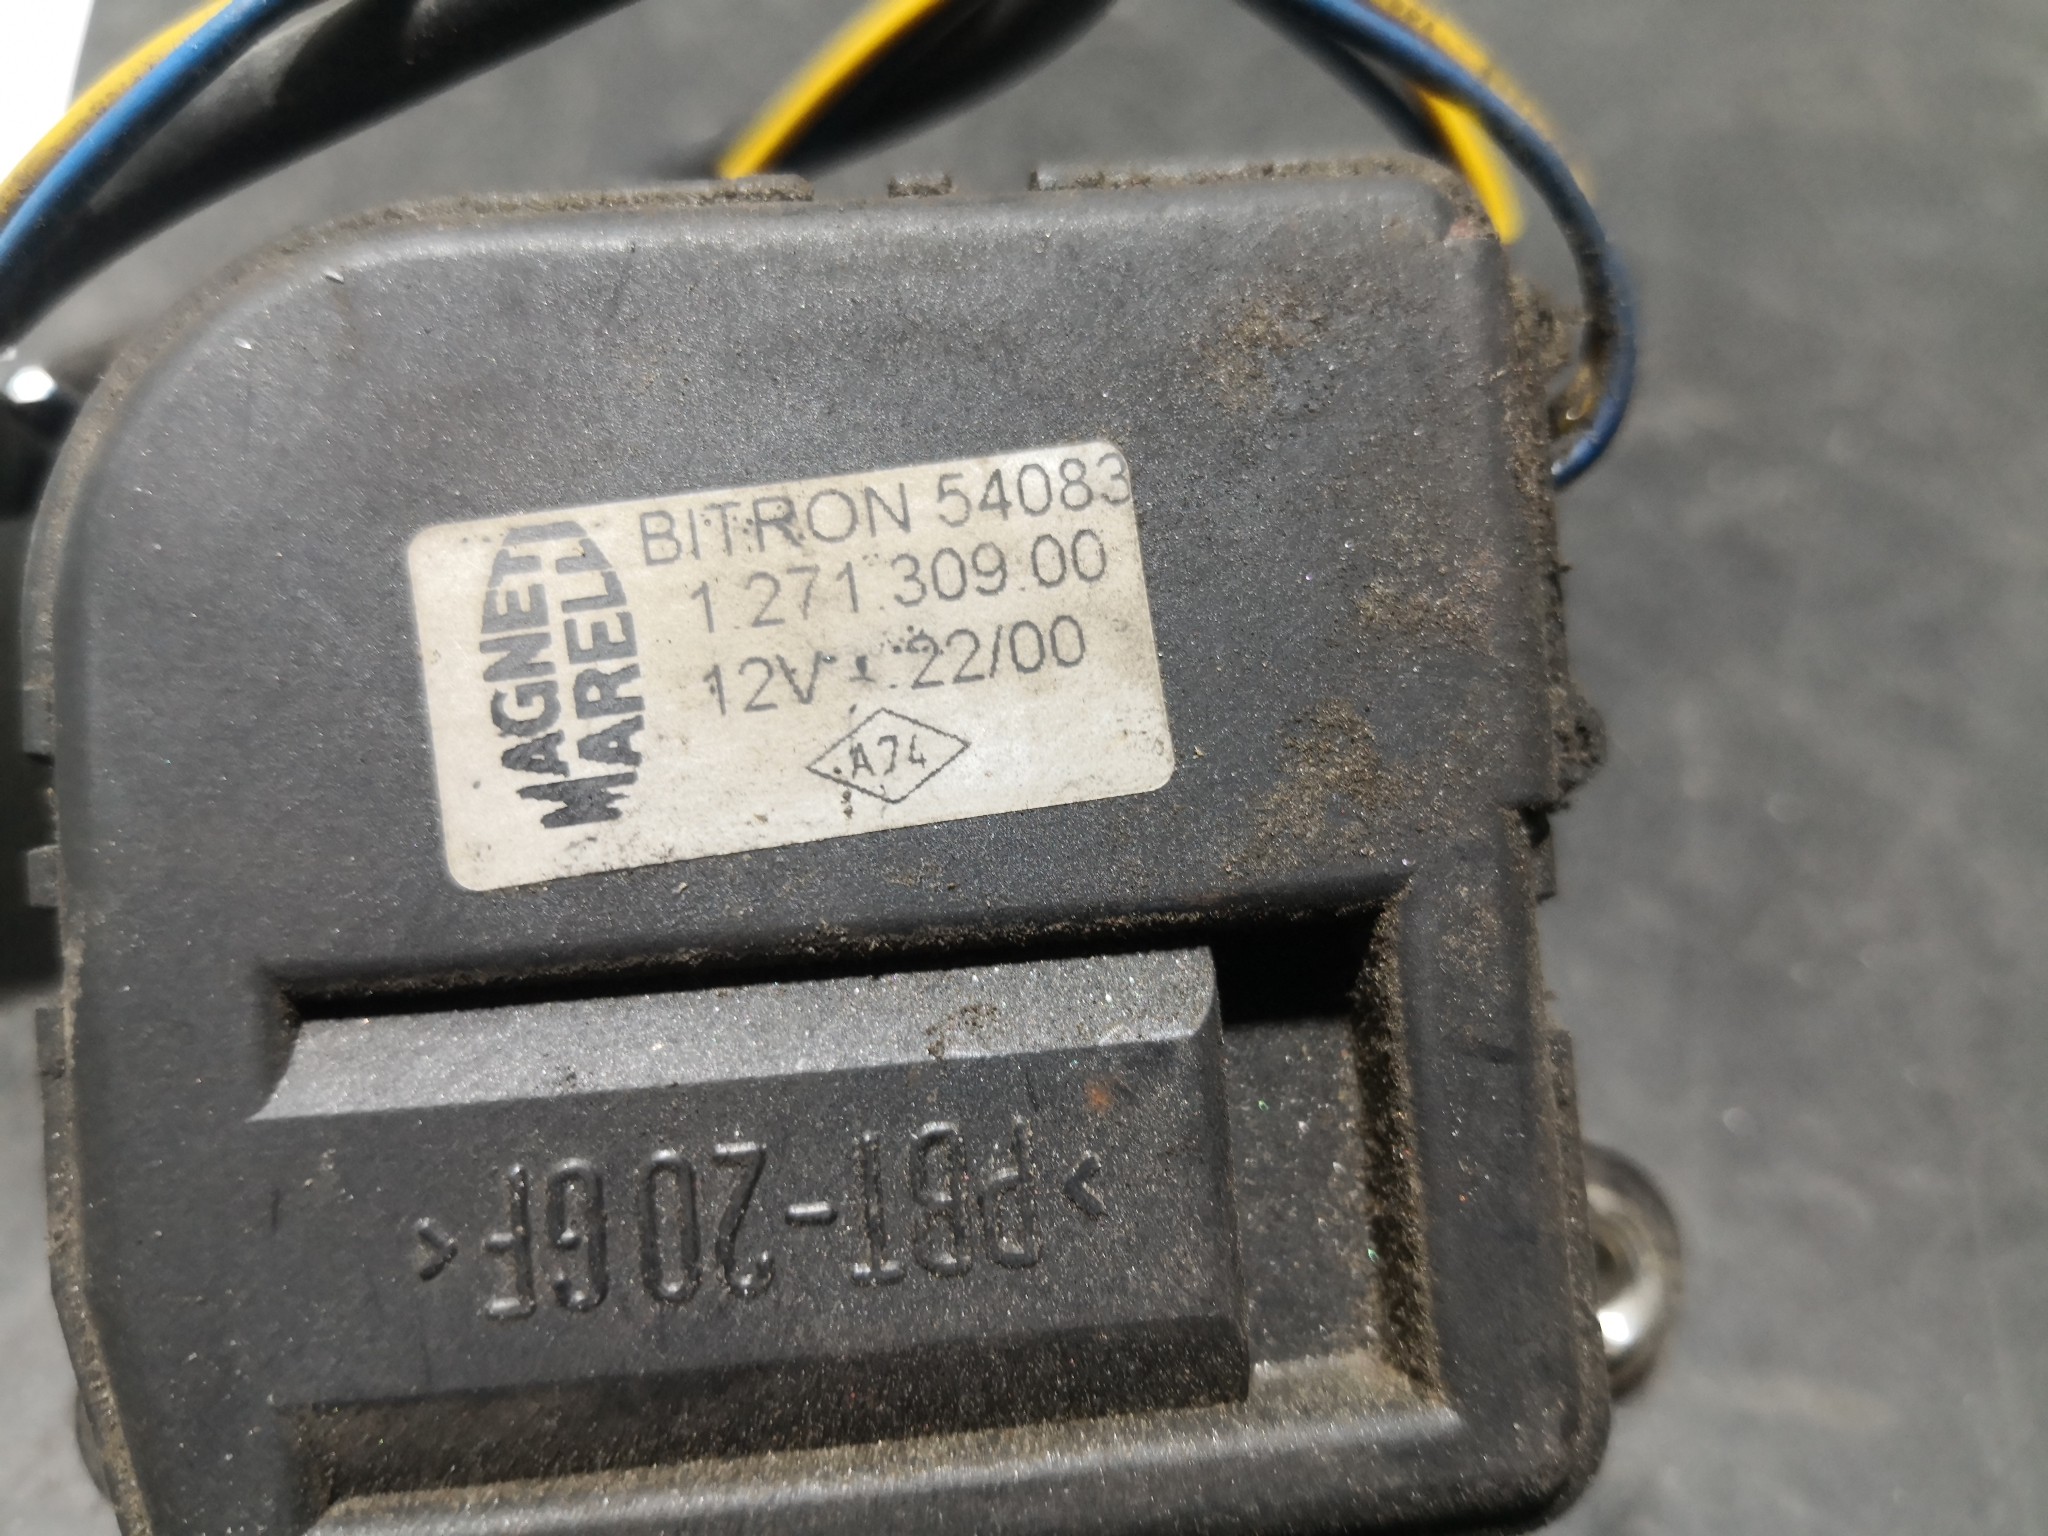 MAGNETI
MARELLI
BITRON 54083
1.271.309.00
12V - 22/00
A74
>PBT-20GF<